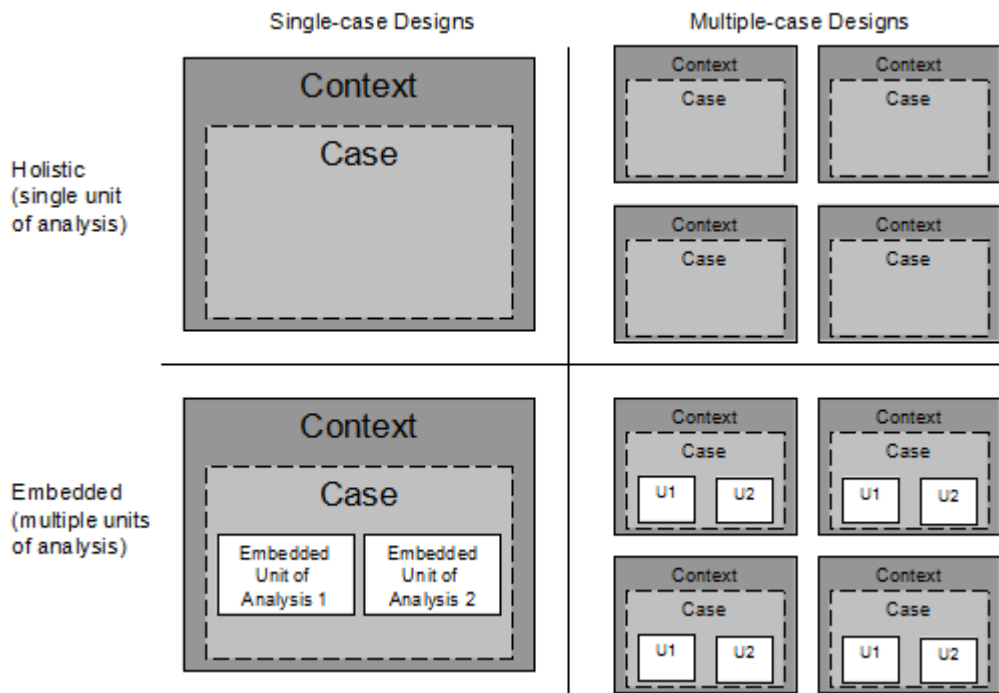 Single-case Designs
Multiple-case Designs
Holistic
(single unit
of analysis)
Context
Case
Context
Case
Context
Case
Context
Case
Context
Case
Embedded
(multiple units
of analysis)
Context
Case
Embedded
Unit of
Analysis 1
Embedded
Unit of
Analysis 2
Context
Case
U1
U2
Context
Case
U1
U2
Context
Case
U1
U2
Context
Case
U1
U2